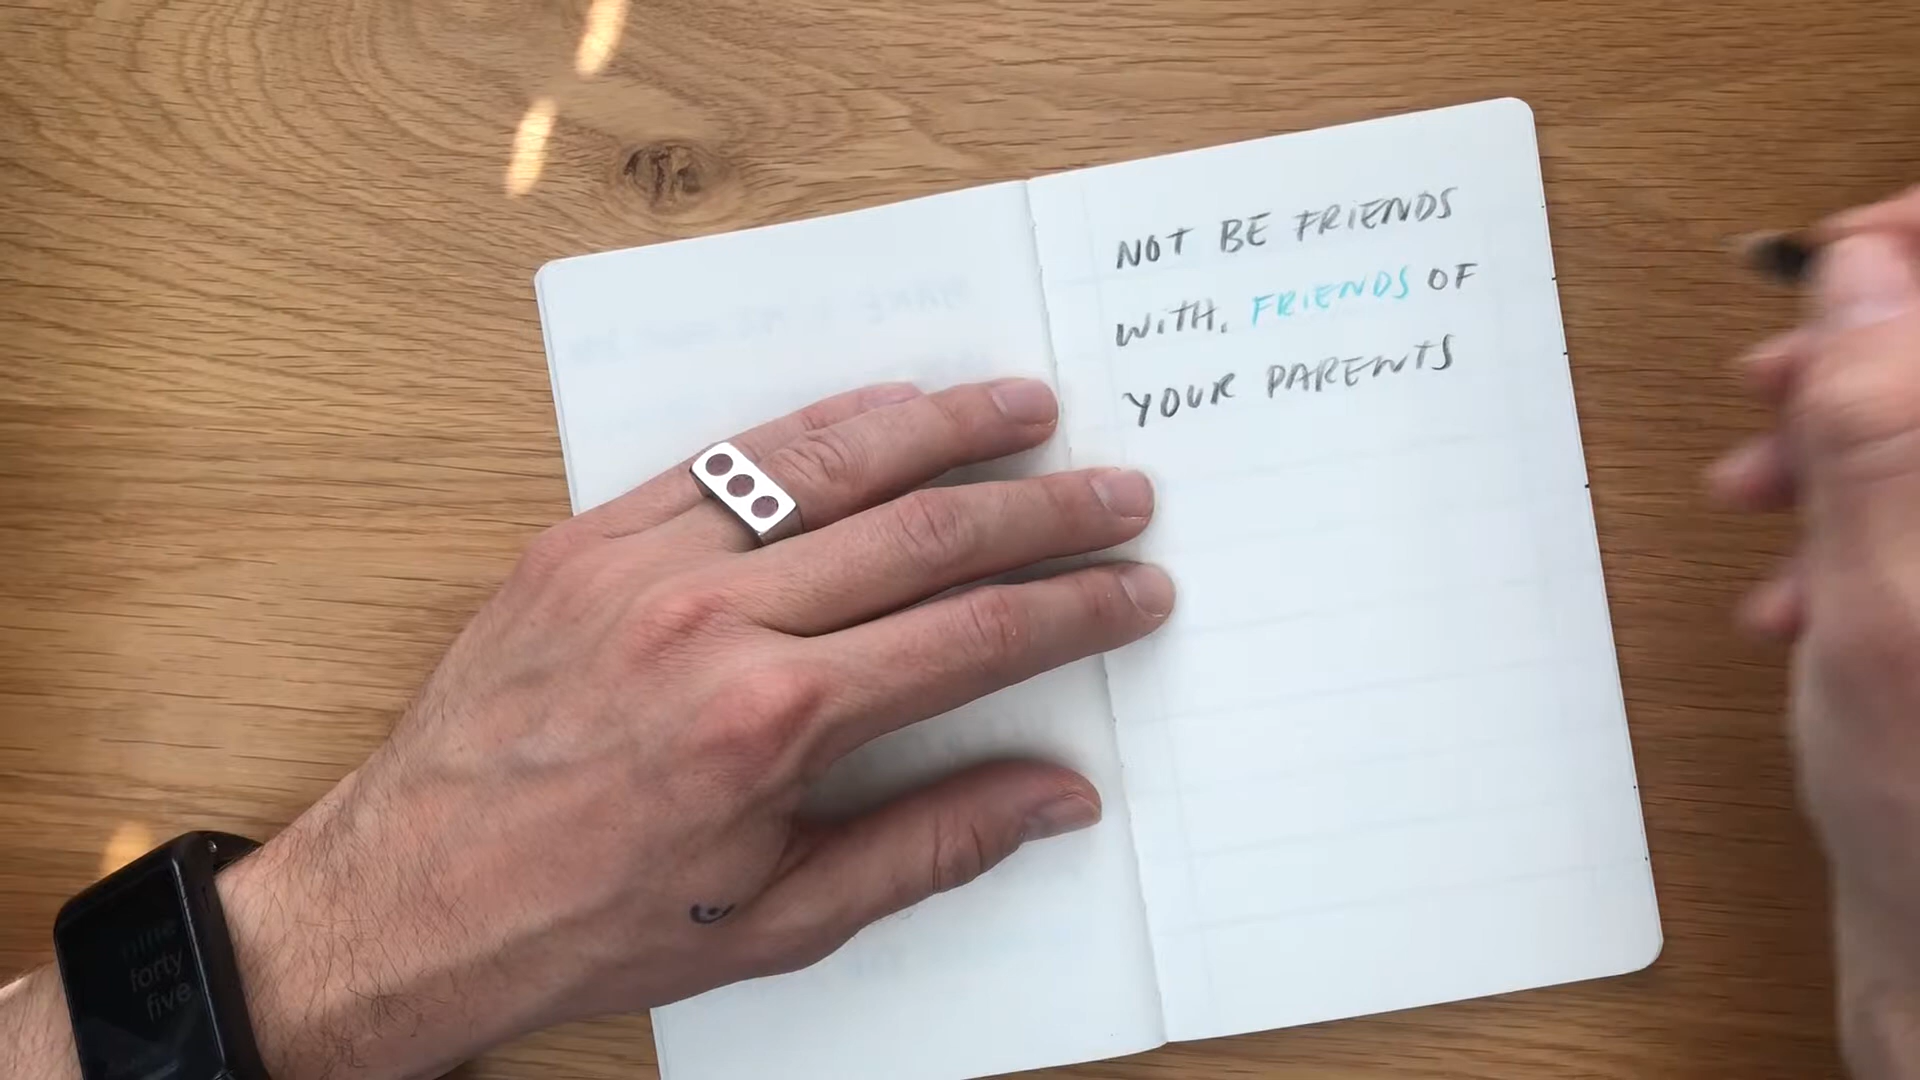 NOT BE FRiENDS
WiTH. FRiENDS OF
YOUR PARENTS
nine
forty
five